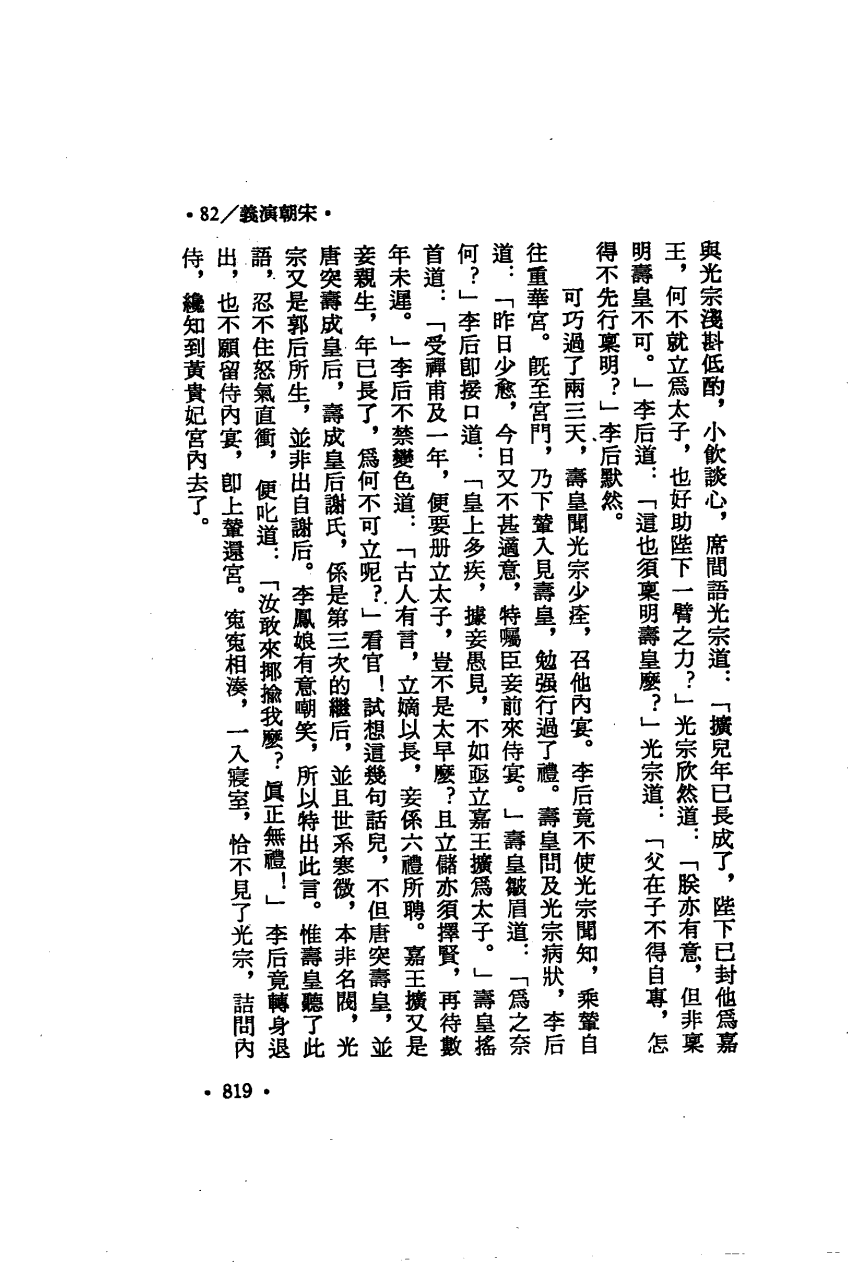 •82／義演朝宋•
與光宗淺斟低酌，小飲談心，席間語光宗道：「擴兒年已長成了，陛下已封他爲嘉
王，何不就立爲太子，也好助陛下一臂之力？」光宗欣然道：「朕亦有意，但非稟
明壽皇不可。」李后道：「這也須稟明壽皇麼？」光宗道：「父在子不得自專，怎
得不先行稟明？」李后默然。
可巧過了兩三天，壽皇聞光宗少痊，召他內宴。李后竟不使光宗聞知，乘輦自
往重華宮。旣至宮門，乃下輦入見壽皇，勉强行過了禮。壽皇問及光宗病狀，李后
道：「昨日少愈，今日又不甚適意，特囑臣妾前來侍宴。」壽皇皺眉道：「爲之奈
何？」李后卽接口道：「皇上多疾，據妾愚見，不如亟立嘉王擴爲太子。」壽皇搖
首道：「受禪甫及一年，便要册立太子，豈不是太早麼？且立儲亦須擇賢，再待數
年未遲。」李后不禁變色道：「古人有言，立嫡以長，妾係六禮所聘。嘉王擴又是
妾親生，年已長了，爲何不可立呢？」看官！試想這幾句話兒，不但唐突壽皇，並
唐突壽成皇后，壽成皇后謝氏，係是第三次的繼后，並且世系寒微，本非名閥，光
宗又是郭后所生，並非出自謝后。李鳳娘有意嘲笑，所以特出此言。惟壽皇聽了此
語，忍不住怒氣直衝，便叱道：「汝敢來揶揄我麼？眞正無禮！」李后竟轉身退
出，也不願留侍內宴，卽上輦還宮。寃寃相湊，一入寢室，恰不見了光宗，詰問內
侍，纔知到黃貴妃宮內去了。
•819•